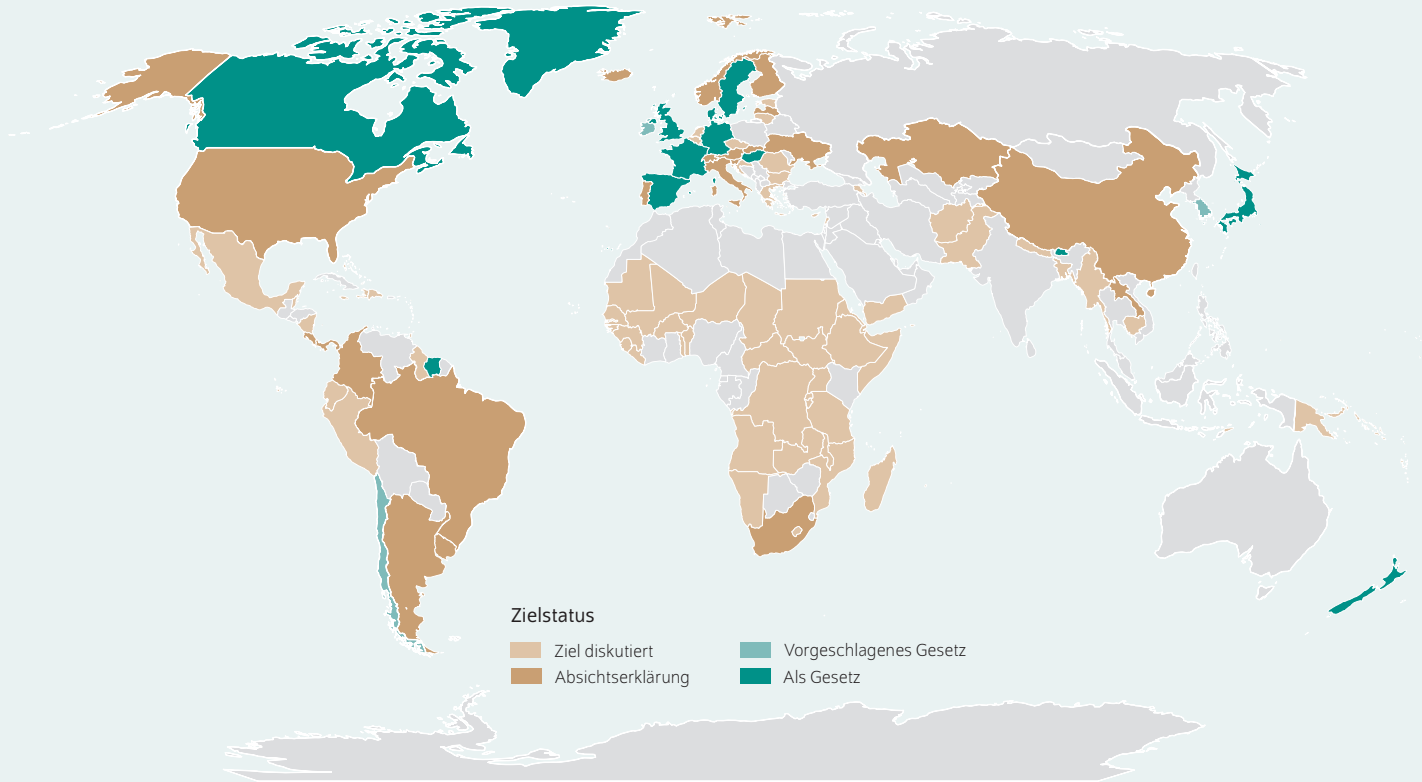 Zielstatus
Ziel diskutiert
Absichtserklärung
Vorgeschlagenes Gesetz
Als Gesetz